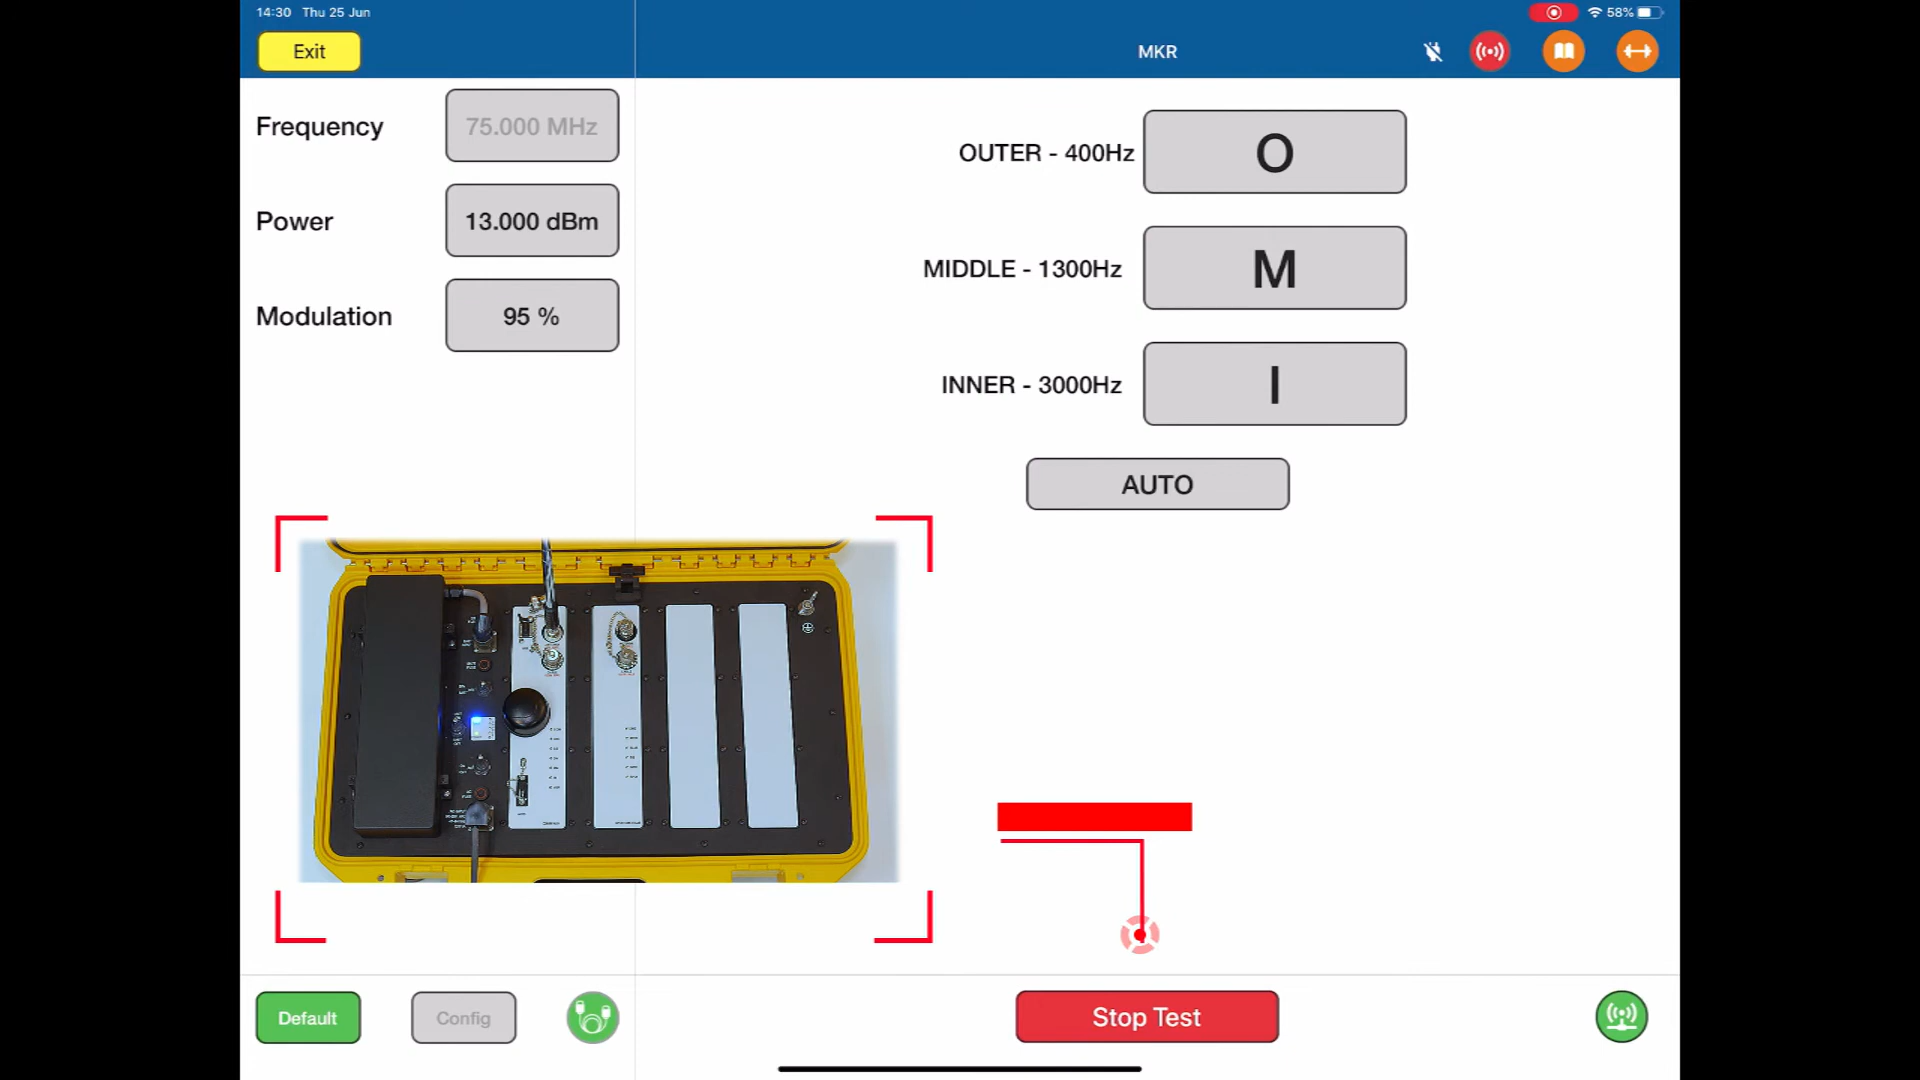 14:30 Thu 25 Jun
58%
Exit
MKR
Frequency
75.000 MHz
Power
13.000 dBm
Modulation
95 %
OUTER - 400Hz
O
MIDDLE - 1300Hz
M
INNER - 3000Hz
I
AUTO
Default
Config
Stop Test